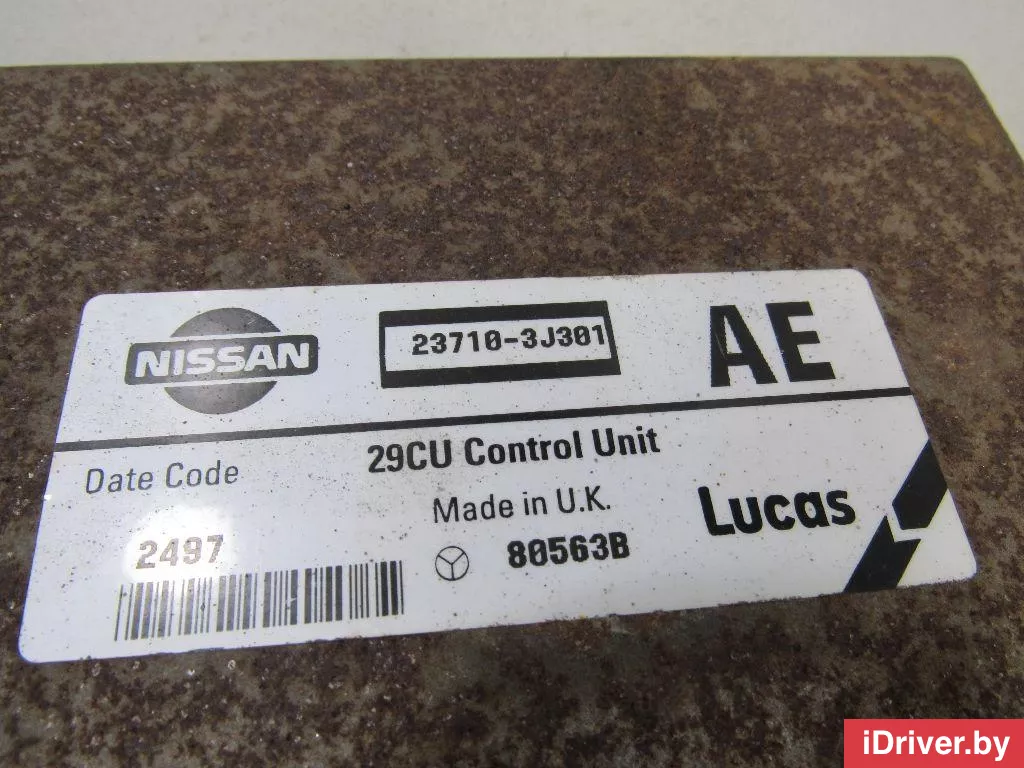 NISSAN
23710-3J301
AE
Date Code
29CU Control Unit
Made in U.K.
Lucas
2497
80563B
iDriver.by